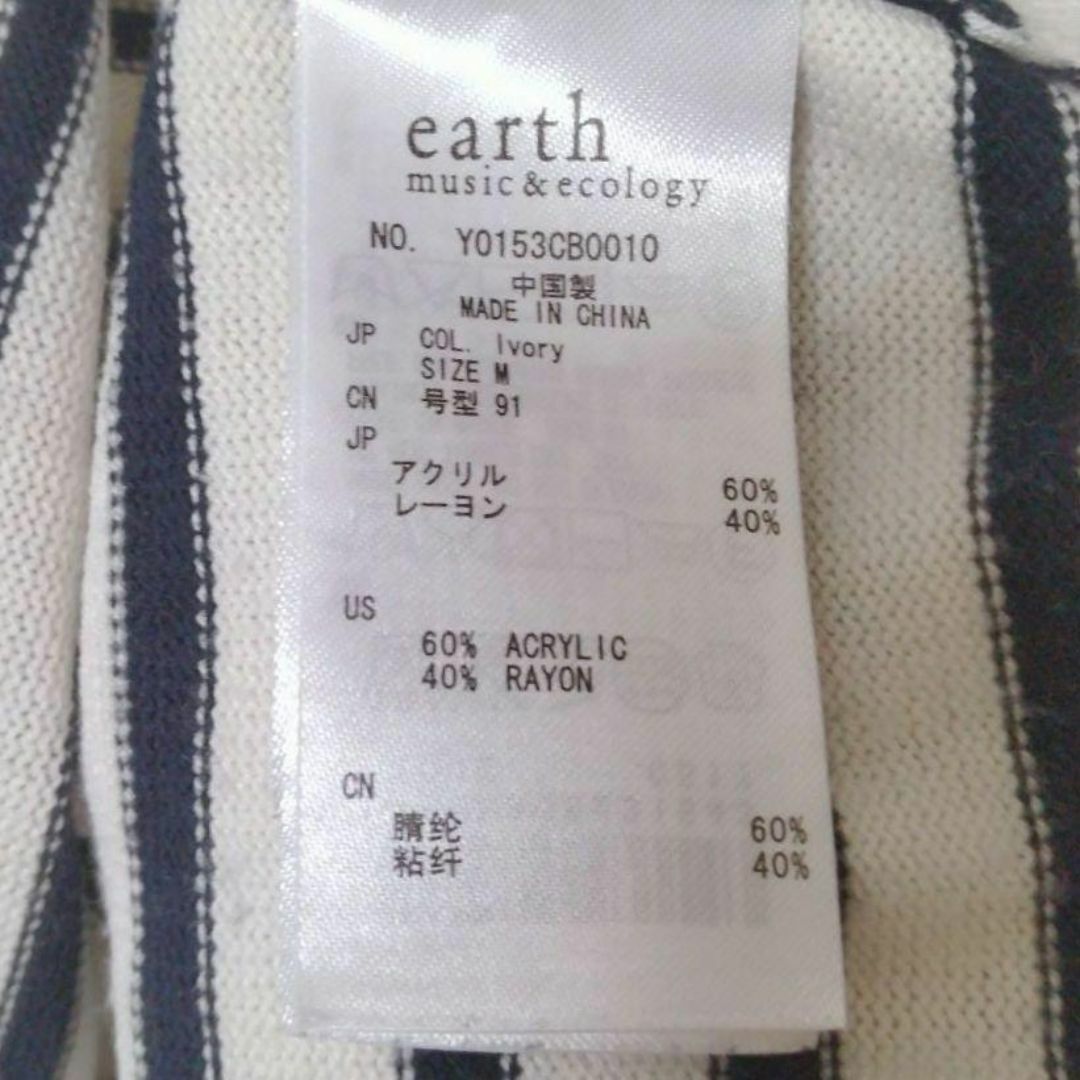 earth
music&ecology
NO. Y0153CB0010
中国製
MADE IN CHINA
JP COL. Ivory
SIZE M
CN 号型 91
JP
アクリル 60%
レーヨン 40%
US
60% ACRYLIC
40% RAYON
CN
腈纶 60%
粘纤 40%